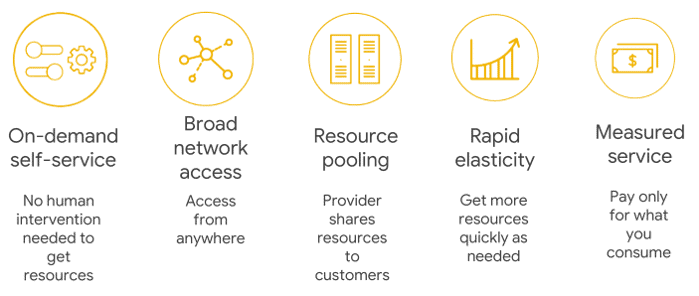 On-demand
self-service
No human
intervention
needed to
get
resources
Broad
network
access
Access
from
anywhere
Resource
pooling
Provider
shares
resources
to
customers
Rapid
elasticity
Get more
resources
quickly as
needed
$
Measured
service
Pay only
for what
you
consume